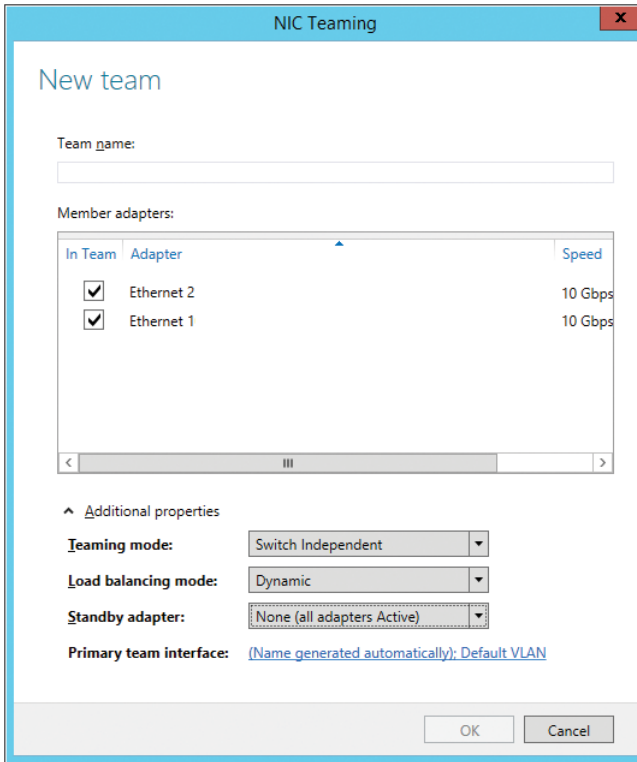 NIC Teaming
x
New team
Team name:
Member adapters:
In Team Adapter Speed
Ethernet 2 10 Gbps
Ethernet 1 10 Gbps
Additional properties
Teaming mode: Switch Independent
Load balancing mode: Dynamic
Standby adapter: None (all adapters Active)
Primary team interface: (Name generated automatically); Default VLAN
OK Cancel